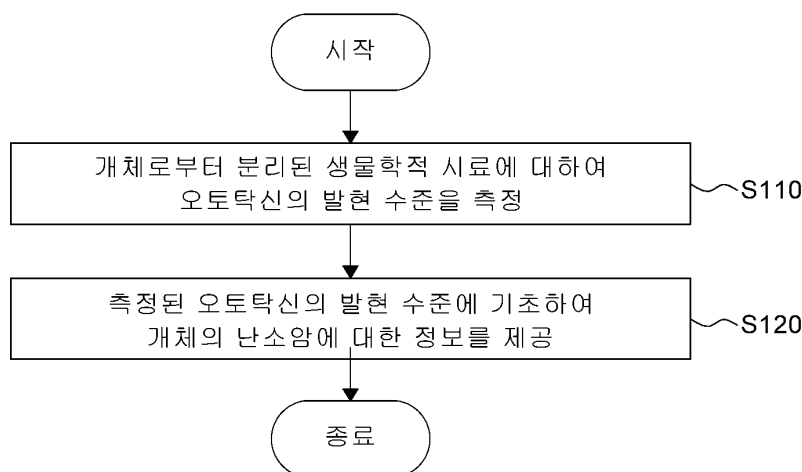 시작
개체로부터 분리된 생물학적 시료에 대하여
오토탁신의 발현 수준을 측정
S110
측정된 오토탁신의 발현 수준에 기초하여
개체의 난소암에 대한 정보를 제공
S120
종료